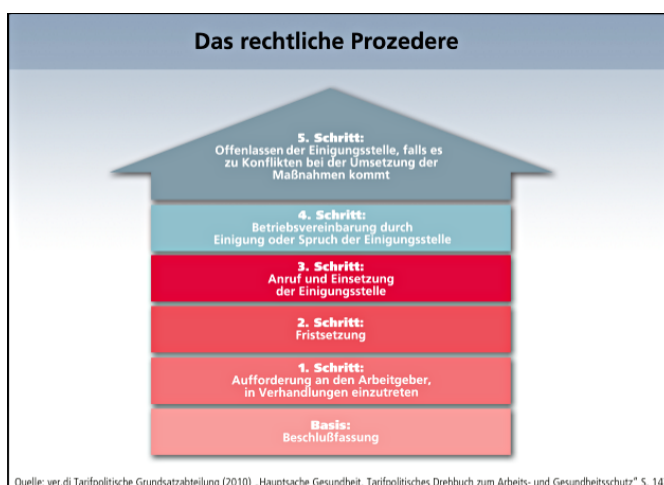 Das rechtliche Prozedere
5. Schritt:
Offenlassen der Einigungsstelle, falls es
zu Konflikten bei der Umsetzung der
Maßnahmen kommt
4. Schritt:
Betriebsvereinbarung durch
Einigung oder Spruch der Einigungsstelle
3. Schritt:
Anruf und Einsetzung
der Einigungsstelle
2. Schritt:
Fristsetzung
1. Schritt:
Aufforderung an den Arbeitgeber,
in Verhandlungen einzutreten
Basis:
Beschlußfassung
Quelle: ver.di Tarifpolitische Grundsatzabteilung (2010) „Hauptsache Gesundheit. Tarifpolitisches Drehbuch zum Arbeits- und Gesundheitsschutz“ S. 14